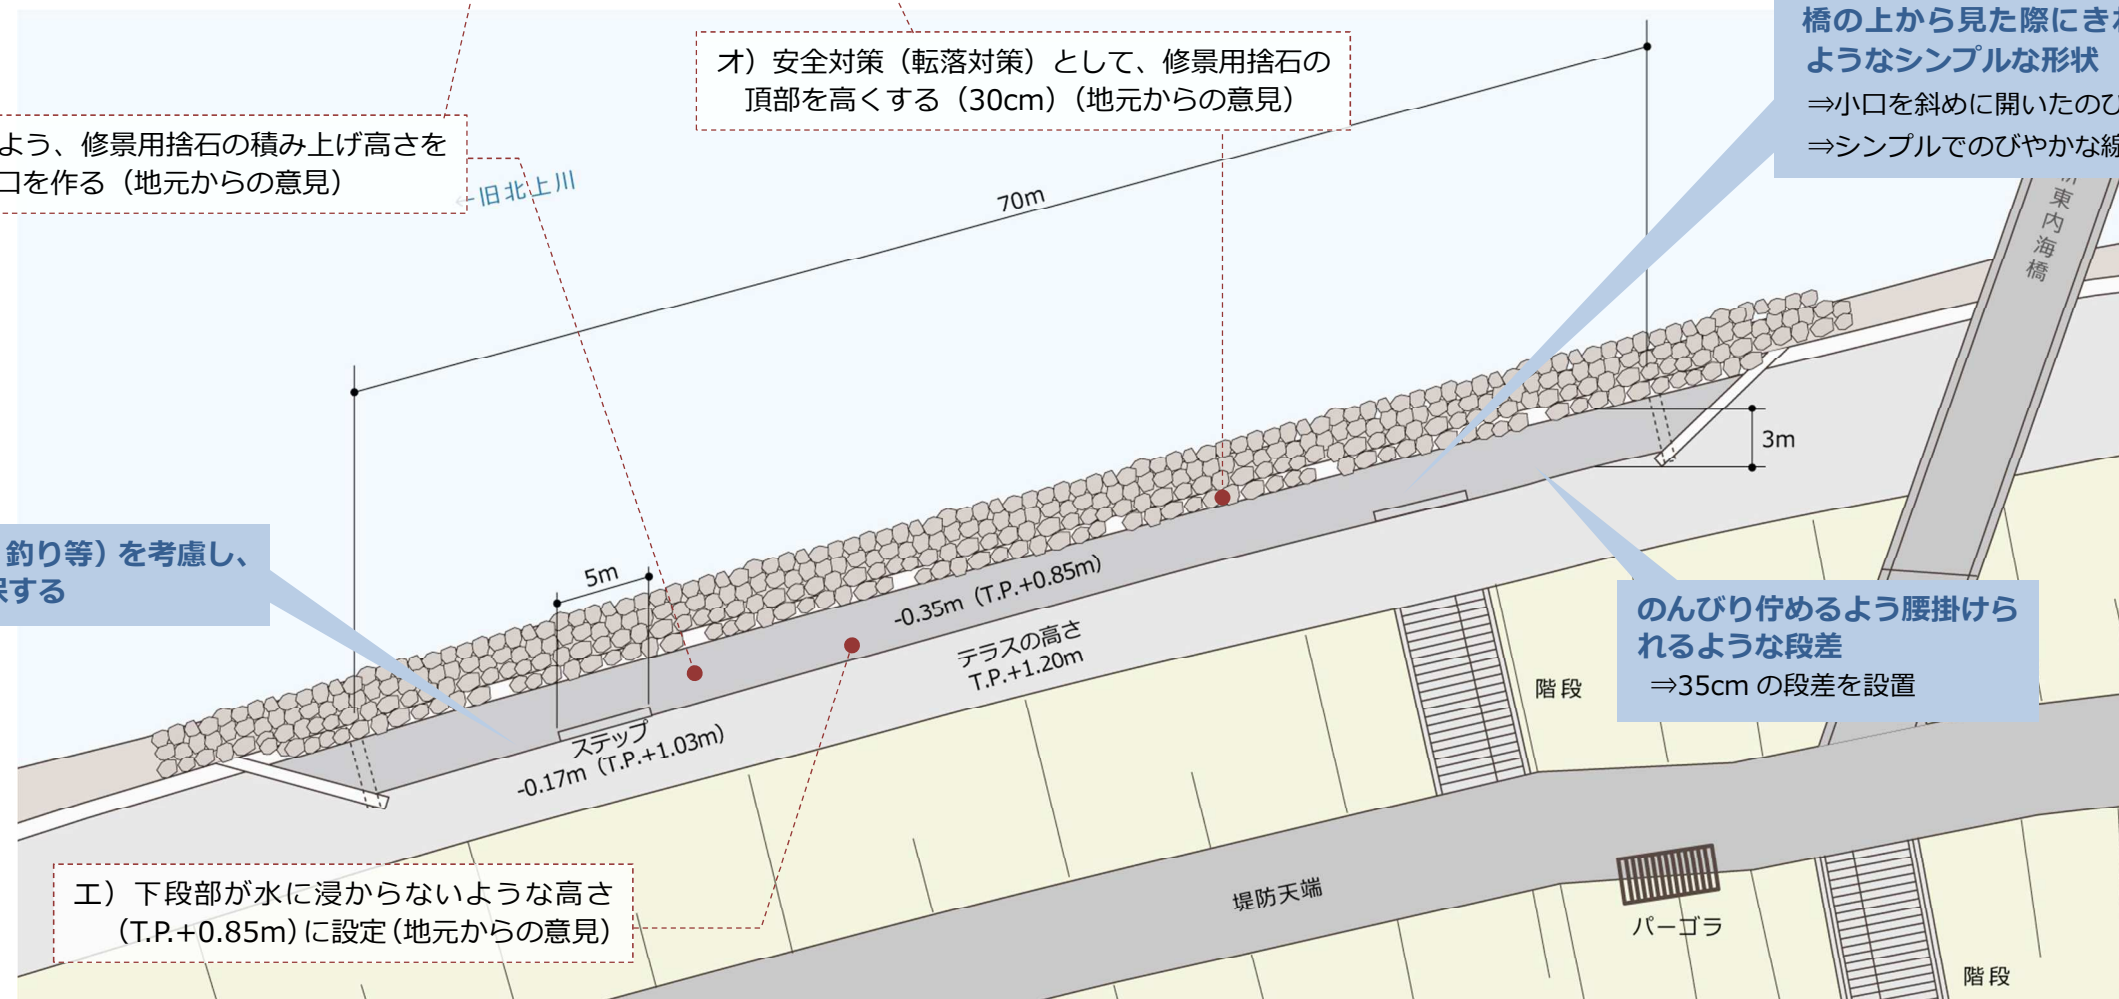 橋の上から見た際にきれ
ようなシンプルな形状
⇒小口を斜めに開いたのび
⇒シンプルでのびやかな線
オ）安全対策（転落対策）として、修景用捨石の
頂部を高くする（30cm）（地元からの意見）
よう、修景用捨石の積み上げ高さを
口を作る（地元からの意見）
←旧北上川
70m
東内海橋
3m
釣り等）を考慮し、
する
5m
-0.35m（T.P.+0.85m）
テラスの高さ
T.P.+1.20m
ステップ
-0.17m（T.P.+1.03m）
階段
のんびり佇めるよう腰掛けら
れるような段差
⇒35cm の段差を設置
エ）下段部が水に浸からないような高さ
（T.P.+0.85m）に設定（地元からの意見）
堤防天端
パーゴラ
階段